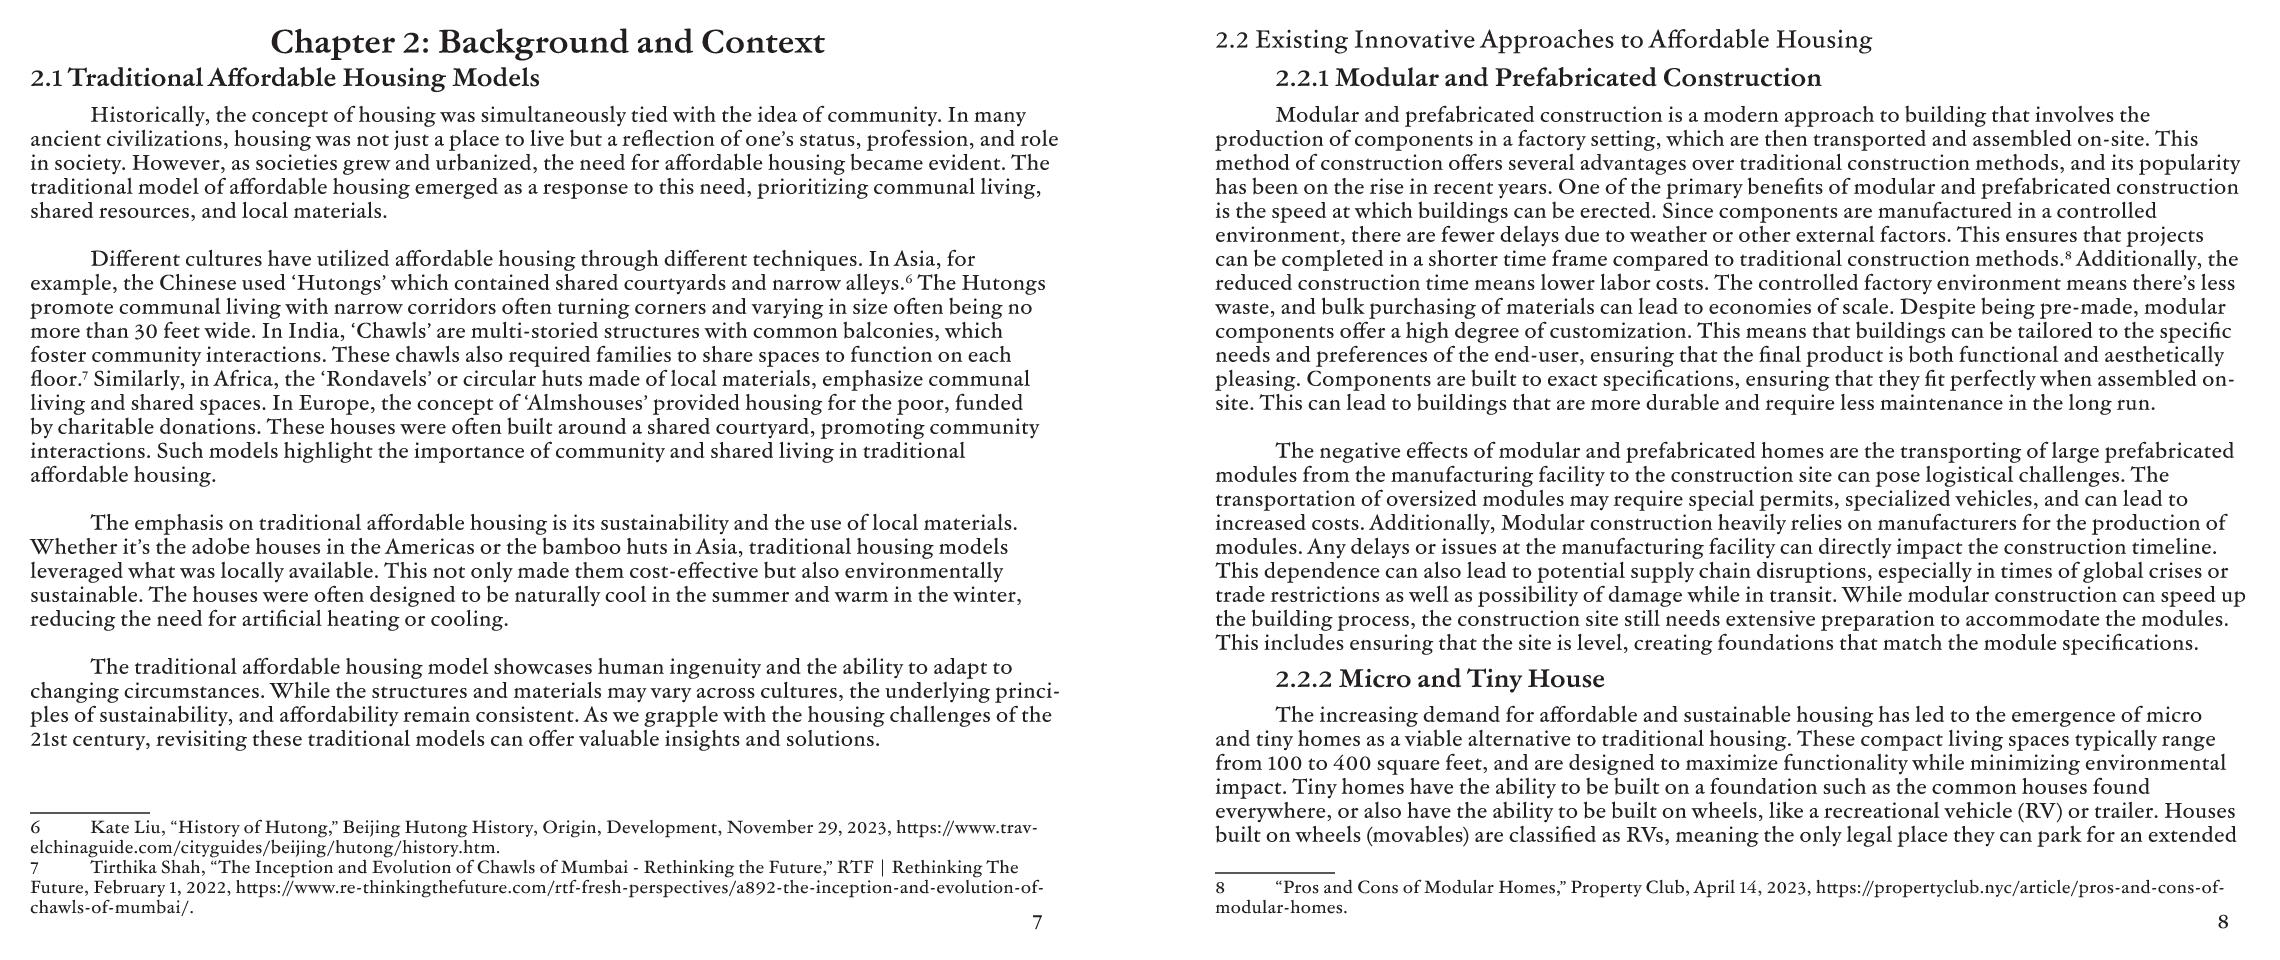 Chapter 2: Background and Context
2.1 Traditional Affordable Housing Models
Historically, the concept of housing was simultaneously tied with the idea of community. In many
ancient civilizations, housing was not just a place to live but a reflection of one’s status, profession, and role
in society. However, as societies grew and urbanized, the need for affordable housing became evident. The
traditional model of affordable housing emerged as a response to this need, prioritizing communal living,
shared resources, and local materials.
Different cultures have utilized affordable housing through different techniques. In Asia, for
example, the Chinese used ‘Hutongs’ which contained shared courtyards and narrow alleys.⁶ The Hutongs
promote communal living with narrow corridors often turning corners and varying in size often being no
more than 30 feet wide. In India, ‘Chawls’ are multi-storied structures with common balconies, which
foster community interactions. These chawls also required families to share spaces to function on each
floor.⁷ Similarly, in Africa, the ‘Rondavels’ or circular huts made of local materials, emphasize communal
living and shared spaces. In Europe, the concept of ‘Almshouses’ provided housing for the poor, funded
by charitable donations. These houses were often built around a shared courtyard, promoting community
interactions. Such models highlight the importance of community and shared living in traditional
affordable housing.
The emphasis on traditional affordable housing is its sustainability and the use of local materials.
Whether it’s the adobe houses in the Americas or the bamboo huts in Asia, traditional housing models
leveraged what was locally available. This not only made them cost-effective but also environmentally
sustainable. The houses were often designed to be naturally cool in the summer and warm in the winter,
reducing the need for artificial heating or cooling.
The traditional affordable housing model showcases human ingenuity and the ability to adapt to
changing circumstances. While the structures and materials may vary across cultures, the underlying princi-
ples of sustainability, and affordability remain consistent. As we grapple with the housing challenges of the
21st century, revisiting these traditional models can offer valuable insights and solutions.
6 Kate Liu, “History of Hutong,” Beijing Hutong History, Origin, Development, November 29, 2023, https://www.trav-
elchinaguide.com/cityguides/beijing/hutong/history.htm.
7 Tirthika Shah, “The Inception and Evolution of Chawls of Mumbai - Rethinking the Future,” RTF | Rethinking The
Future, February 1, 2022, https://www.re-thinkingthefuture.com/rtf-fresh-perspectives/a892-the-inception-and-evolution-of-
chawls-of-mumbai/.
7
2.2 Existing Innovative Approaches to Affordable Housing
2.2.1 Modular and Prefabricated Construction
Modular and prefabricated construction is a modern approach to building that involves the
production of components in a factory setting, which are then transported and assembled on-site. This
method of construction offers several advantages over traditional construction methods, and its popularity
has been on the rise in recent years. One of the primary benefits of modular and prefabricated construction
is the speed at which buildings can be erected. Since components are manufactured in a controlled
environment, there are fewer delays due to weather or other external factors. This ensures that projects
can be completed in a shorter time frame compared to traditional construction methods.⁸ Additionally, the
reduced construction time means lower labor costs. The controlled factory environment means there’s less
waste, and bulk purchasing of materials can lead to economies of scale. Despite being pre-made, modular
components offer a high degree of customization. This means that buildings can be tailored to the specific
needs and preferences of the end-user, ensuring that the final product is both functional and aesthetically
pleasing. Components are built to exact specifications, ensuring that they fit perfectly when assembled on-
site. This can lead to buildings that are more durable and require less maintenance in the long run.
The negative effects of modular and prefabricated homes are the transporting of large prefabricated
modules from the manufacturing facility to the construction site can pose logistical challenges. The
transportation of oversized modules may require special permits, specialized vehicles, and can lead to
increased costs. Additionally, Modular construction heavily relies on manufacturers for the production of
modules. Any delays or issues at the manufacturing facility can directly impact the construction timeline.
This dependence can also lead to potential supply chain disruptions, especially in times of global crises or
trade restrictions as well as possibility of damage while in transit. While modular construction can speed up
the building process, the construction site still needs extensive preparation to accommodate the modules.
This includes ensuring that the site is level, creating foundations that match the module specifications.
2.2.2 Micro and Tiny House
The increasing demand for affordable and sustainable housing has led to the emergence of micro
and tiny homes as a viable alternative to traditional housing. These compact living spaces typically range
from 100 to 400 square feet, and are designed to maximize functionality while minimizing environmental
impact. Tiny homes have the ability to be built on a foundation such as the common houses found
everywhere, or also have the ability to be built on wheels, like a recreational vehicle (RV) or trailer. Houses
built on wheels (movables) are classified as RVs, meaning the only legal place they can park for an extended
8 “Pros and Cons of Modular Homes,” Property Club, April 14, 2023, https://propertyclub.nyc/article/pros-and-cons-of-
modular-homes.
8